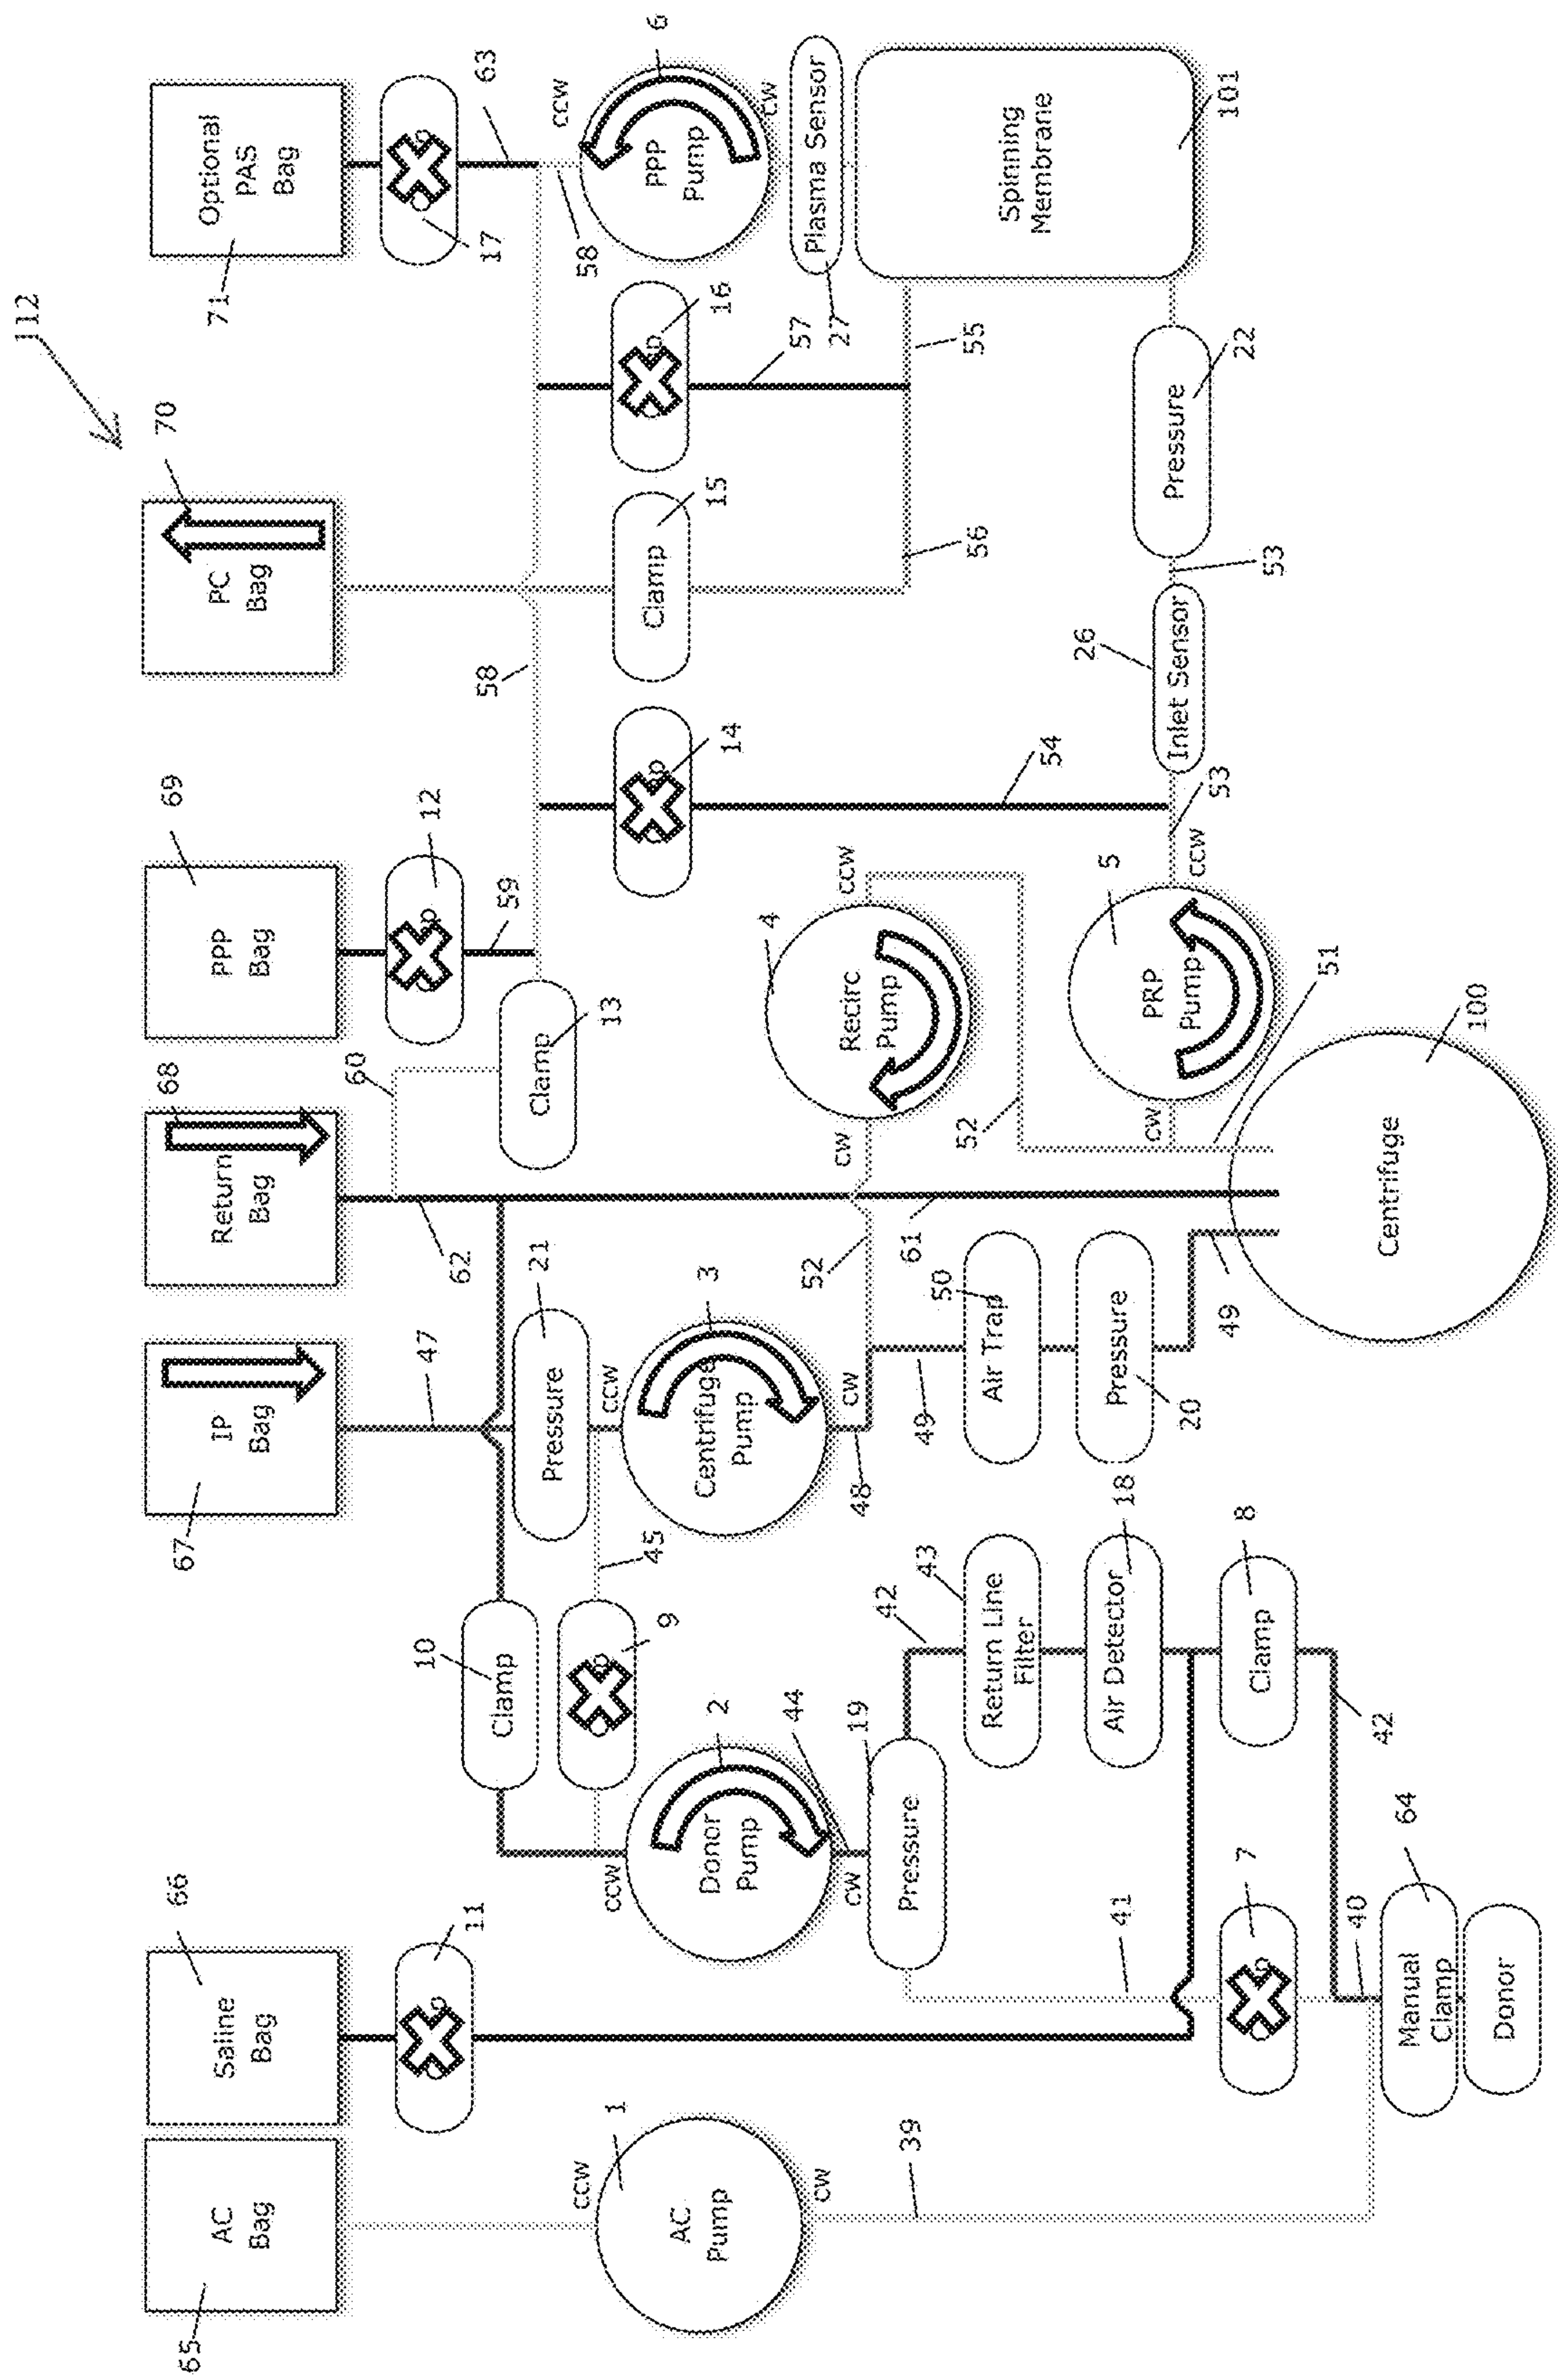 112
65
AC
Bag
66
Saline
Bag
67
IP
Bag
68
Return
Bag
69
PPP
Bag
70
PC
Bag
71
Optional
PAS
Bag
11
10
Clamp
47
62
60
12
59
58
17
63
9
45
21
Pressure
Clamp
13
14
Clamp
15
16
58
ccw
AC
Pump
1
cw
ccw
Donor
Pump
2
cw
44
ccw
Centrifuge
Pump
3
cw
48
52
cw
Recirc
Pump
4
ccw
57
ccw
PPP
Pump
6
cw
27
Plasma Sensor
39
41
Pressure
19
42
43
Return Line
Filter
49
Air Trap
50
61
52
54
56
55
Spinning
Membrane
101
Air Detector
18
Pressure
20
cw
PRP
Pump
5
ccw
53
26
Inlet Sensor
53
Pressure
22
7
Clamp
8
49
51
40
42
Manual
Clamp
64
Donor
Centrifuge
100